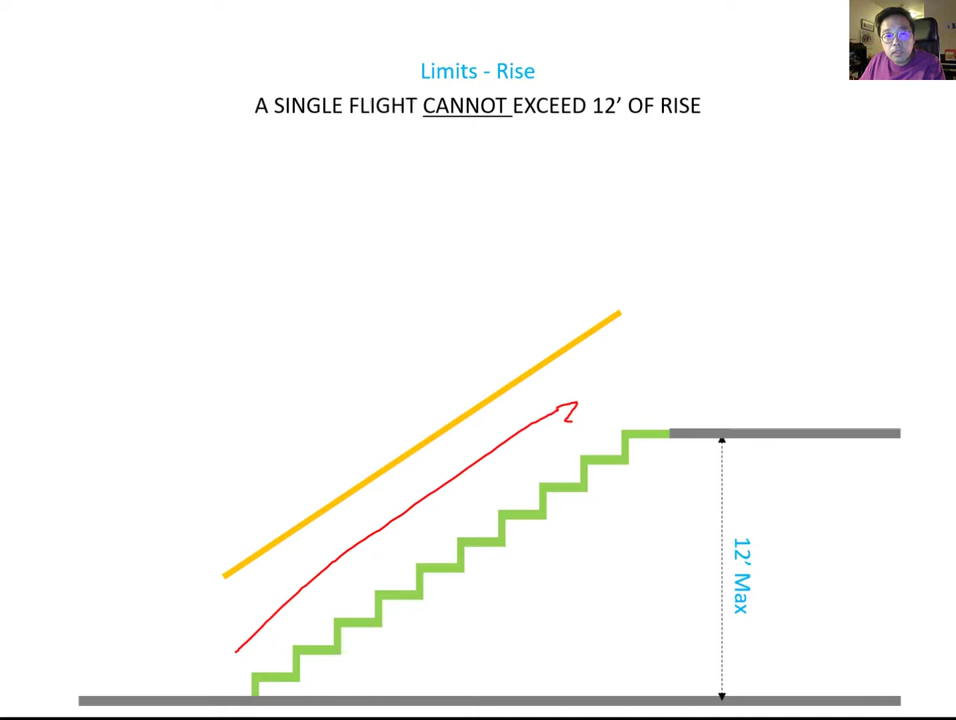 Limits - Rise
A SINGLE FLIGHT CANNOT EXCEED 12’ OF RISE
12’ Max